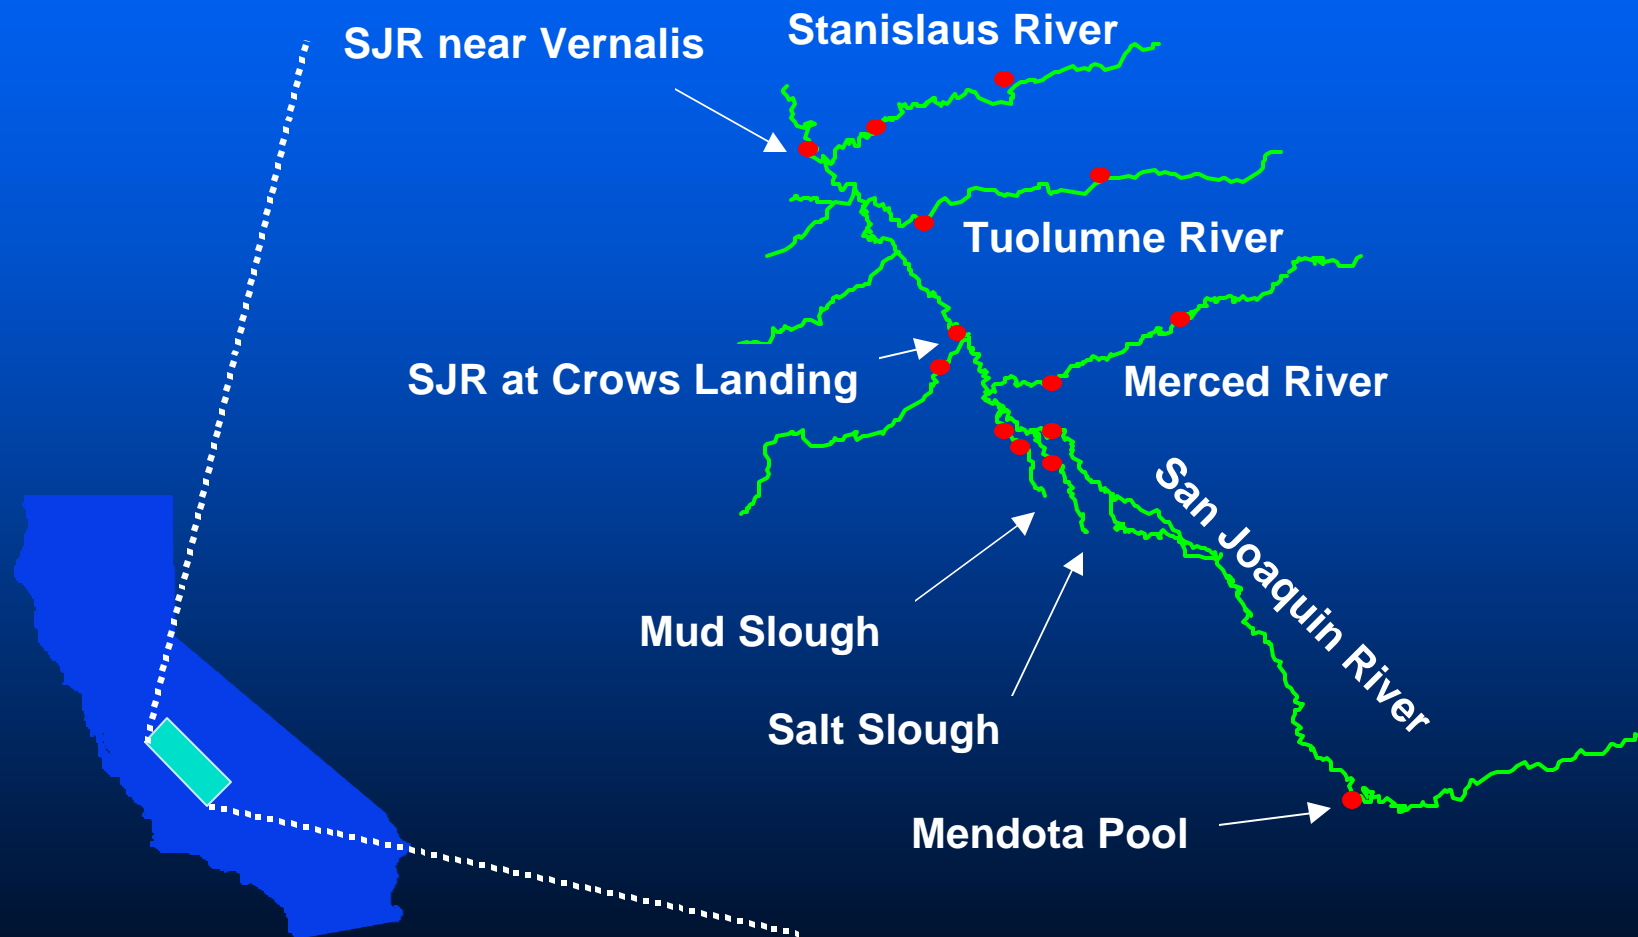 Stanislaus River
SJR near Vernalis
Tuolumne River
SJR at Crows Landing
Merced River
San Joaquin River
Mud Slough
Salt Slough
Mendota Pool